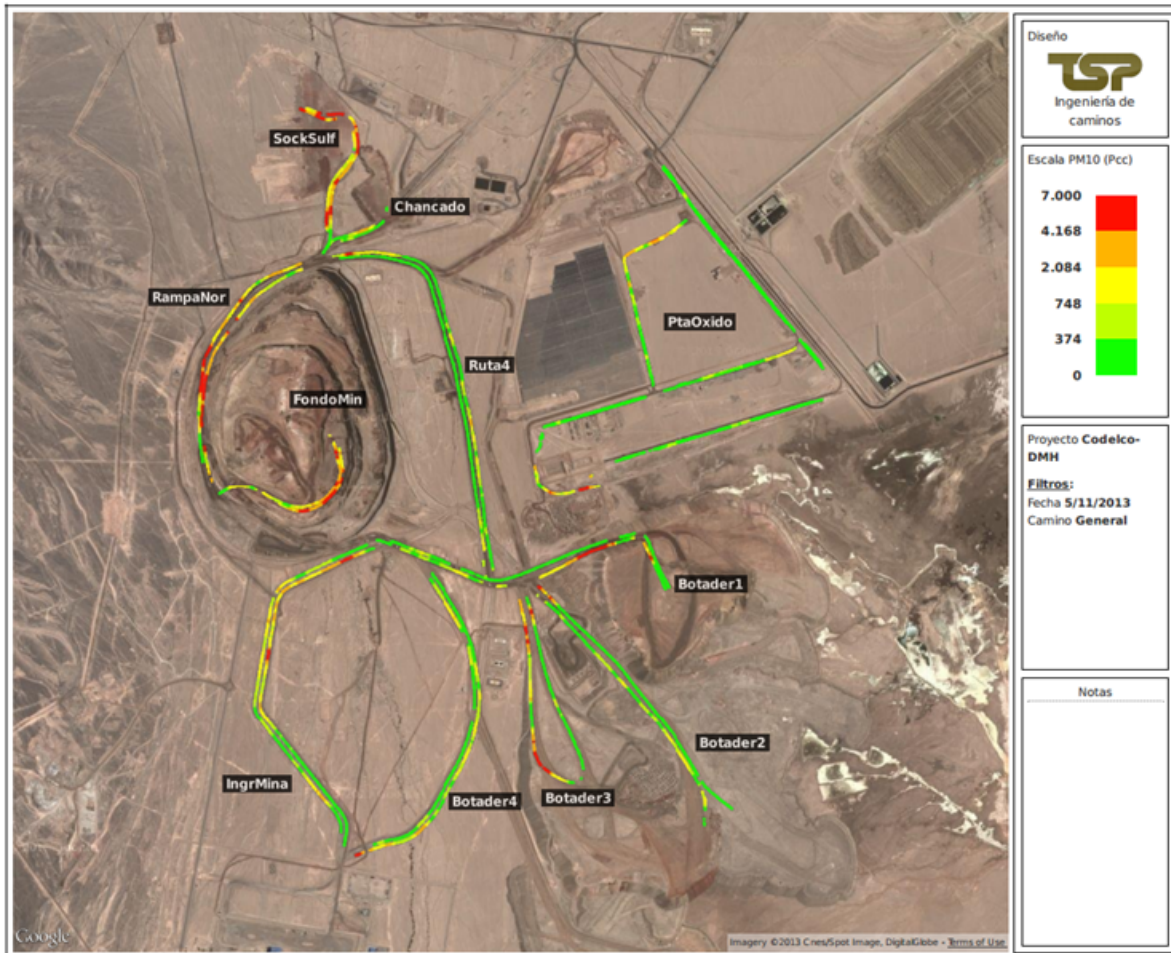 SockSulf
Chancado
RampaNor
PtaOxido
Ruta4
FondoMin
Botader1
Botader2
IngrMina
Botader4
Botader3
Google
Imagery ©2013 Cnes/Spot Image, DigitalGlobe - Terms of Use
Diseño
TSP
Ingeniería de
caminos
Escala PM10 (Pcc)
7.000
4.168
2.084
748
374
0
Proyecto Codelco-
DMH
Filtros:
Fecha 5/11/2013
Camino General
Notas